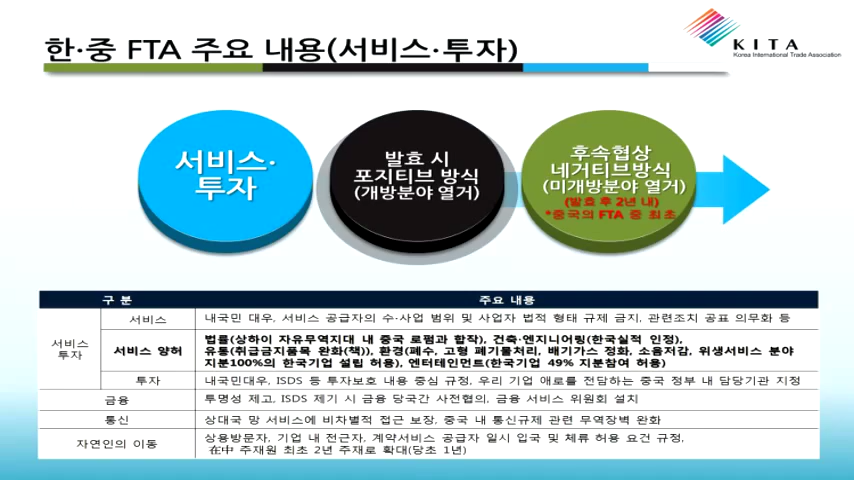 한·중 FTA 주요 내용(서비스·투자)
KITA
Korea International Trade Association
서비스·
투자
발효 시
포지티브 방식
(개방분야 열거)
후속협상
네거티브방식
(미개방분야 열거)
(발효 후 2년 내)
*중국의 FTA 중 최초
구 분
주요 내용
서비스
투자
서비스
내국민 대우, 서비스 공급자의 수·사업 범위 및 사업자 법적 형태 규제 금지, 관련조치 공표 의무화 등
서비스 양허
법률(상하이 자유무역지대 내 중국 로펌과 합작), 건축·엔지니어링(한국실적 인정),
유통(취급금지품목 완화(책)), 환경(폐수, 고형 폐기물처리, 배기가스 정화, 소음저감, 위생서비스 분야
지분100%의 한국기업 설립 허용), 엔터테인먼트(한국기업 49% 지분참여 허용)
투자
내국민대우, ISDS 등 투자보호 내용 중심 규정, 우리 기업 애로를 전담하는 중국 정부 내 담당기관 지정
금융
투명성 제고, ISDS 제기 시 금융 당국간 사전협의, 금융 서비스 위원회 설치
통신
상대국 망 서비스에 비차별적 접근 보장, 중국 내 통신규제 관련 무역장벽 완화
자연인의 이동
상용방문자, 기업 내 전근자, 계약서비스 공급자 일시 입국 및 체류 허용 요건 규정,
在中 주재원 최초 2년 주재로 확대(당초 1년)